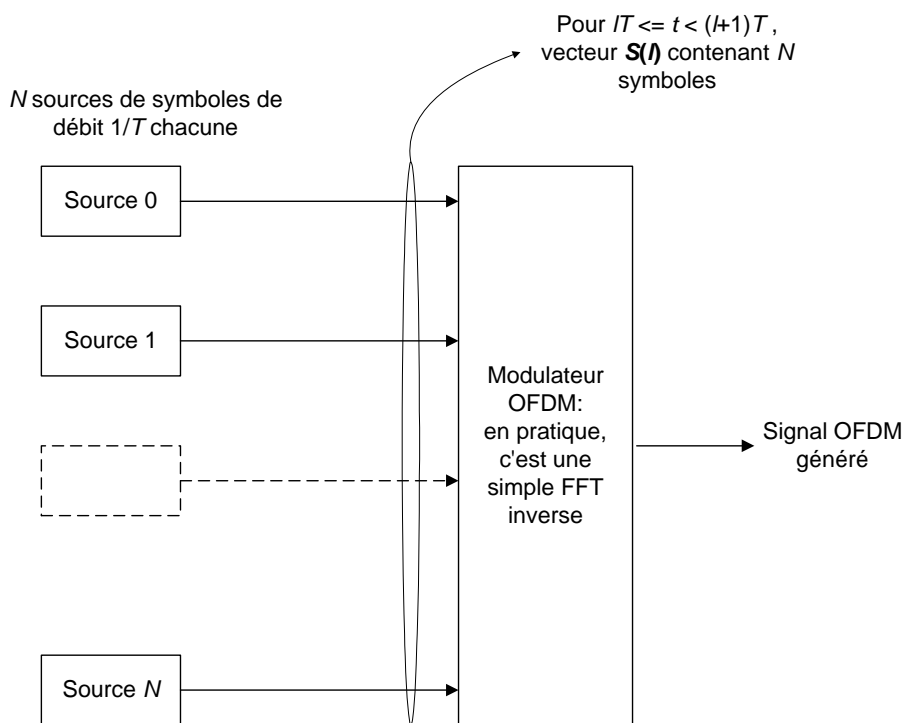 Pour lT <= t < (l+1)T ,
vecteur S(l) contenant N
symboles
N sources de symboles de
débit 1/T chacune
Source 0
Source 1
Modulateur
OFDM:
en pratique,
c'est une
simple FFT
inverse
Signal OFDM
généré
Source N